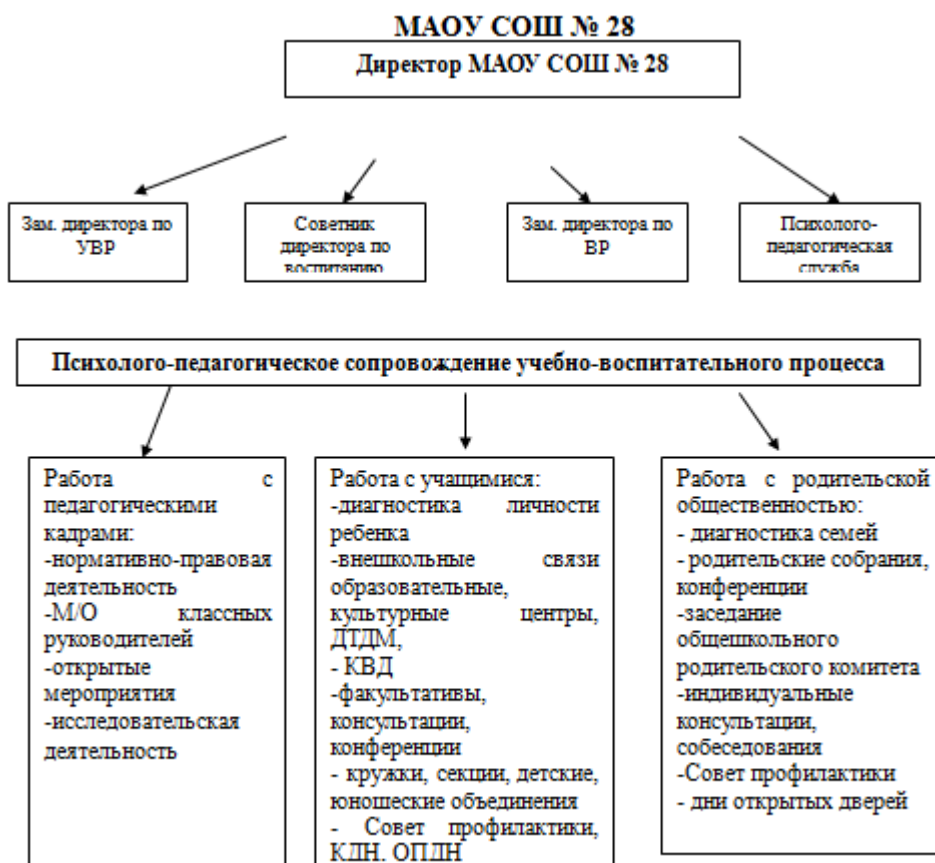 МАОУ СОШ № 28
Директор МАОУ СОШ № 28
Зам. директора по
УВР
Советник
директора по
воспитанию
Зам. директора по
ВР
Психолого-
педагогическая
служба
Психолого-педагогическое сопровождение учебно-воспитательного процесса
Работа с
педагогическими
кадрами:
-нормативно-правовая
деятельность
-М/О классных
руководителей
-открытые
мероприятия
-исследовательская
деятельность
Работа с учащимися:
-диагностика личности
ребенка
-внешкольные связи
образовательные,
культурные центры,
ДТДМ,
- КВД
-факультативы,
консультации,
конференции
- кружки, секции, детские,
юношеские объединения
- Совет профилактики,
КДН, ОПДН
Работа с родительской
общественностью:
- диагностика семей
- родительские собрания,
конференции
-заседание
общешкольного
родительского комитета
-индивидуальные
консультации,
собеседования
-Совет профилактики
- дни открытых дверей